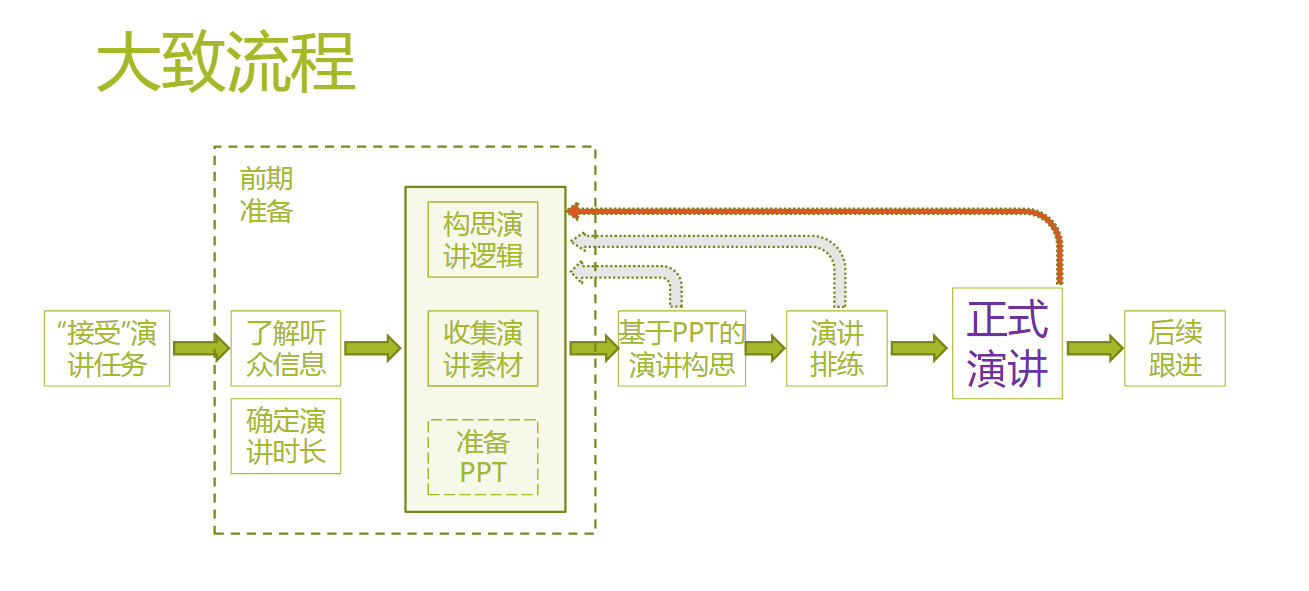 大致流程
前期
准备
“接受”演
讲任务
了解听
众信息
确定演
讲时长
构思演
讲逻辑
收集演
讲素材
准备
PPT
基于PPT的
演讲构思
演讲
排练
正式
演讲
后续
跟进